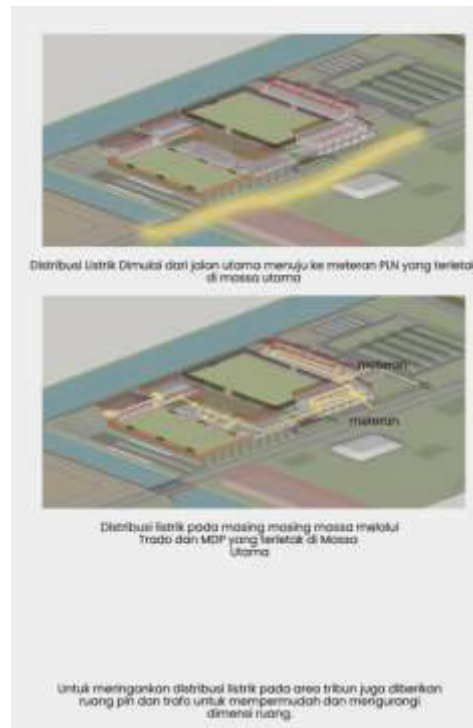 Distribusi Listrik Dimulai dari jalan utama menuju ke meteran PLN yang terletak
di massa utama
meteran
meteran
Distribusi listrik pada masing masing massa melalui
Trado dan MDP yang terletak di Massa
Utama
Untuk meringankan distribusi listrik pada area tribun juga diberikan
ruang pln dan trafo untuk mempermudah dan mengurangi
dimensi ruang.